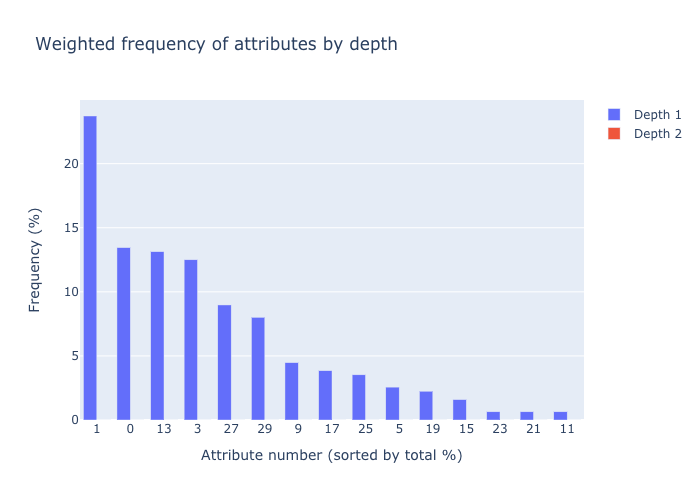 Weighted frequency of attributes by depth
Depth 1
Depth 2
20
15
10
5
0
Frequency (%)
1 0 13 3 27 29 9 17 25 5 19 15 23 21 11
Attribute number (sorted by total %)